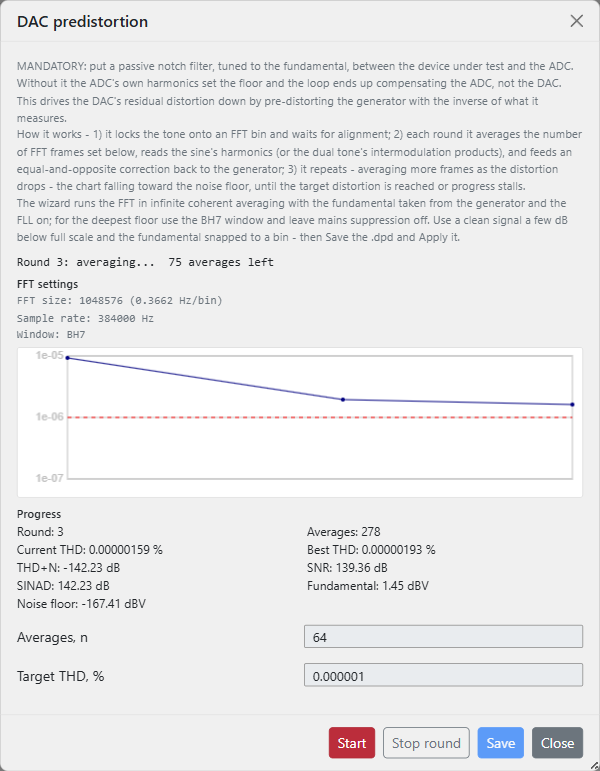 DAC predistortion
MANDATORY: put a passive notch filter, tuned to the fundamental, between the device under test and the ADC.
Without it the ADC's own harmonics set the floor and the loop ends up compensating the ADC, not the DAC.
This drives the DAC's residual distortion down by pre-distorting the generator with the inverse of what it
measures.
How it works - 1) it locks the tone onto an FFT bin and waits for alignment; 2) each round it averages the number
of FFT frames set below, reads the sine's harmonics (or the dual tone's intermodulation products), and feeds an
equal-and-opposite correction back to the generator; 3) it repeats - averaging more frames as the distortion
drops - the chart falling toward the noise floor, until the target distortion is reached or progress stalls.
The wizard runs the FFT in infinite coherent averaging with the fundamental taken from the generator and the
FLL on; for the deepest floor use the BH7 window and leave mains suppression off. Use a clean signal a few dB
below full scale and the fundamental snapped to a bin - then Save the .dpd and Apply it.
Round 3: averaging... 75 averages left
FFT settings
FFT size: 1048576 (0.3662 Hz/bin)
Sample rate: 384000 Hz
Window: BH7
1e-05
1e-06
1e-07
Progress
Round: 3
Averages: 278
Current THD: 0.00000159 %
Best THD: 0.00000193 %
THD+N: -142.23 dB
SNR: 139.36 dB
SINAD: 142.23 dB
Fundamental: 1.45 dBV
Noise floor: -167.41 dBV
Averages, n
64
Target THD, %
0.000001
Start
Stop round
Save
Close